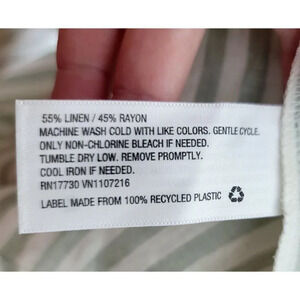 55% LINEN / 45% RAYON
MACHINE WASH COLD WITH LIKE COLORS. GENTLE CYCLE.
ONLY NON-CHLORINE BLEACH IF NEEDED.
TUMBLE DRY LOW. REMOVE PROMPTLY.
COOL IRON IF NEEDED.
RN17730 VN1107216
LABEL MADE FROM 100% RECYCLED PLASTIC